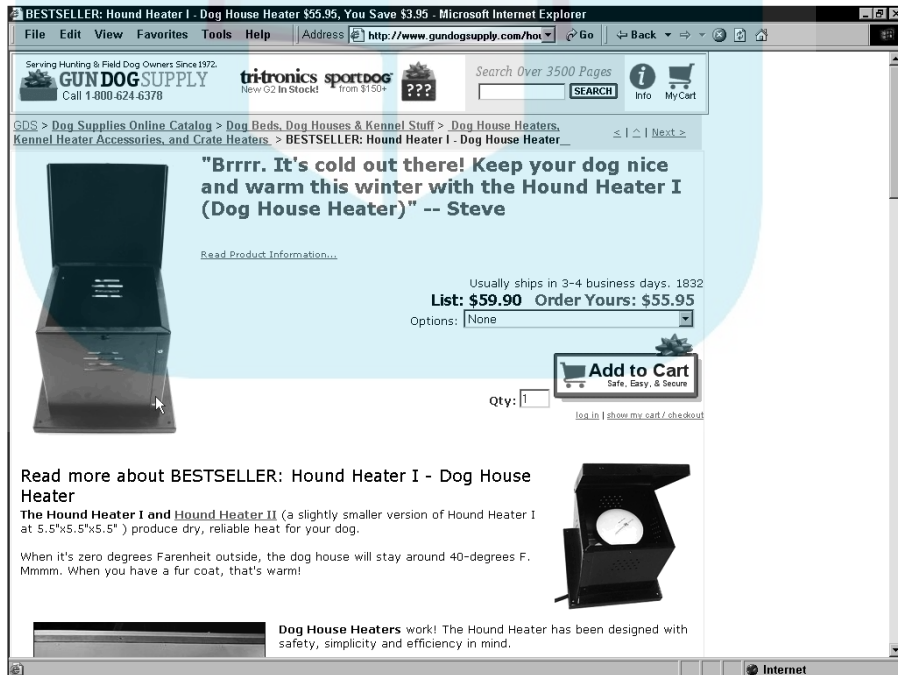 BESTSELLER: Hound Heater I - Dog House Heater $55.95, You Save $3.95 - Microsoft Internet Explorer
File Edit View Favorites Tools Help Address http://www.gundogsupply.com/hou Go Back
Serving Hunting & Field Dog Owners Since 1972.
GUN DOG SUPPLY
Call 1-800-624-6378
tri-tronics sportdog
New G2 In Stock! from $150+
???
Search Over 3500 Pages
SEARCH
Info My Cart
GDS > Dog Supplies Online Catalog > Dog Beds, Dog Houses & Kennel Stuff > Dog House Heaters,
Kennel Heater Accessories, and Crate Heaters > BESTSELLER: Hound Heater I - Dog House Heater
< | ^ | Next >
"Brrrr. It's cold out there! Keep your dog nice
and warm this winter with the Hound Heater I
(Dog House Heater)" -- Steve
Read Product Information...
Usually ships in 3-4 business days. 1832
List: $59.90 Order Yours: $55.95
Options: None
Add to Cart
Safe, Easy, & Secure
Qty: 1
log in | show my cart / checkout
Read more about BESTSELLER: Hound Heater I - Dog House
Heater
The Hound Heater I and Hound Heater II (a slightly smaller version of Hound Heater I
at 5.5"x5.5"x5.5" ) produce dry, reliable heat for your dog.
When it's zero degrees Farenheit outside, the dog house will stay around 40-degrees F.
Mmmm. When you have a fur coat, that's warm!
Dog House Heaters work! The Hound Heater has been designed with
safety, simplicity and efficiency in mind.
Internet